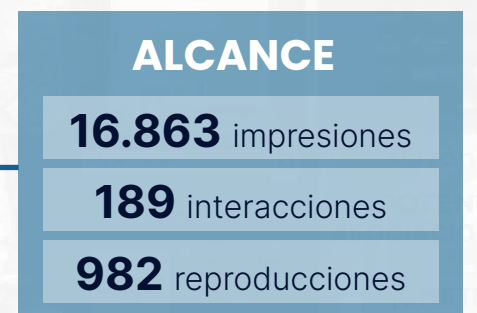 ALCANCE
16.863 impresiones
189 interacciones
982 reproducciones